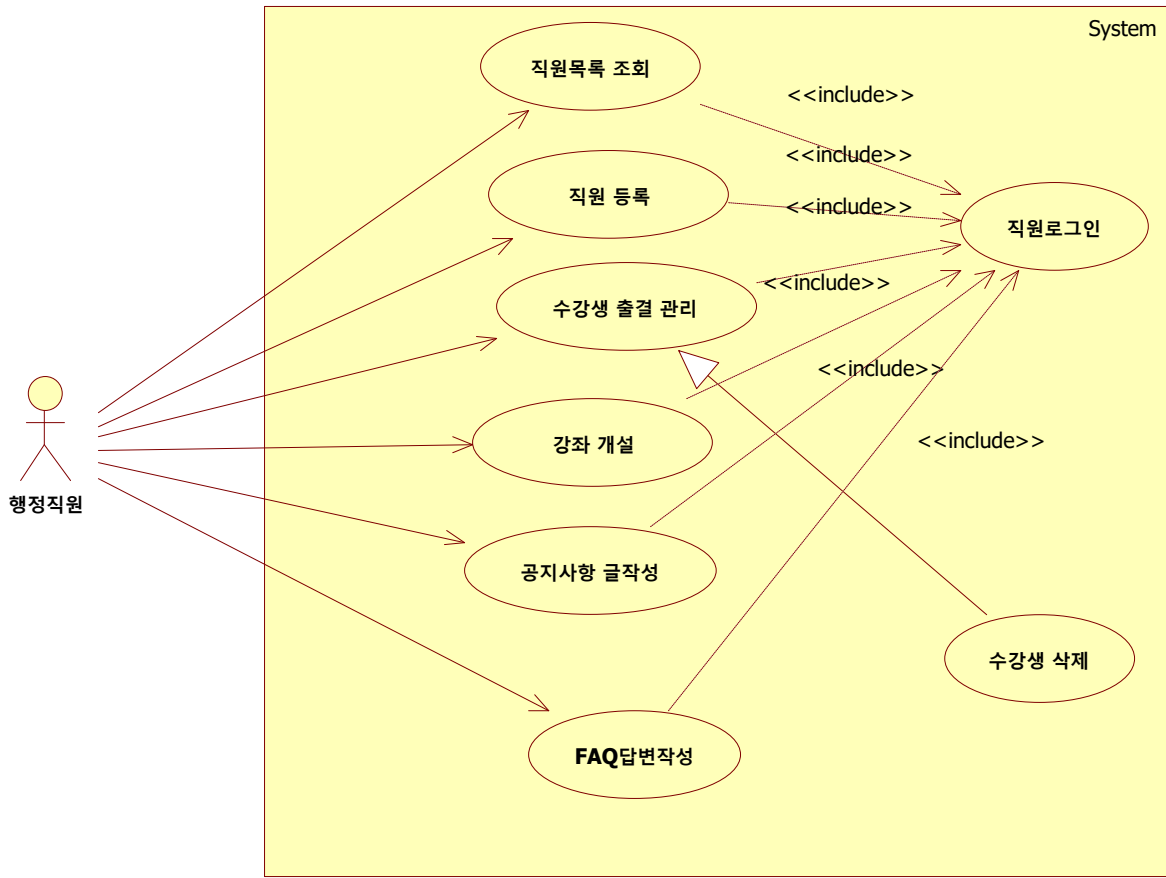 System
직원목록 조회
<<include>>
<<include>>
직원 등록
<<include>>
직원로그인
수강생 출결 관리
<<include>>
<<include>>
강좌 개설
<<include>>
행정직원
공지사항 글작성
수강생 삭제
FAQ답변작성